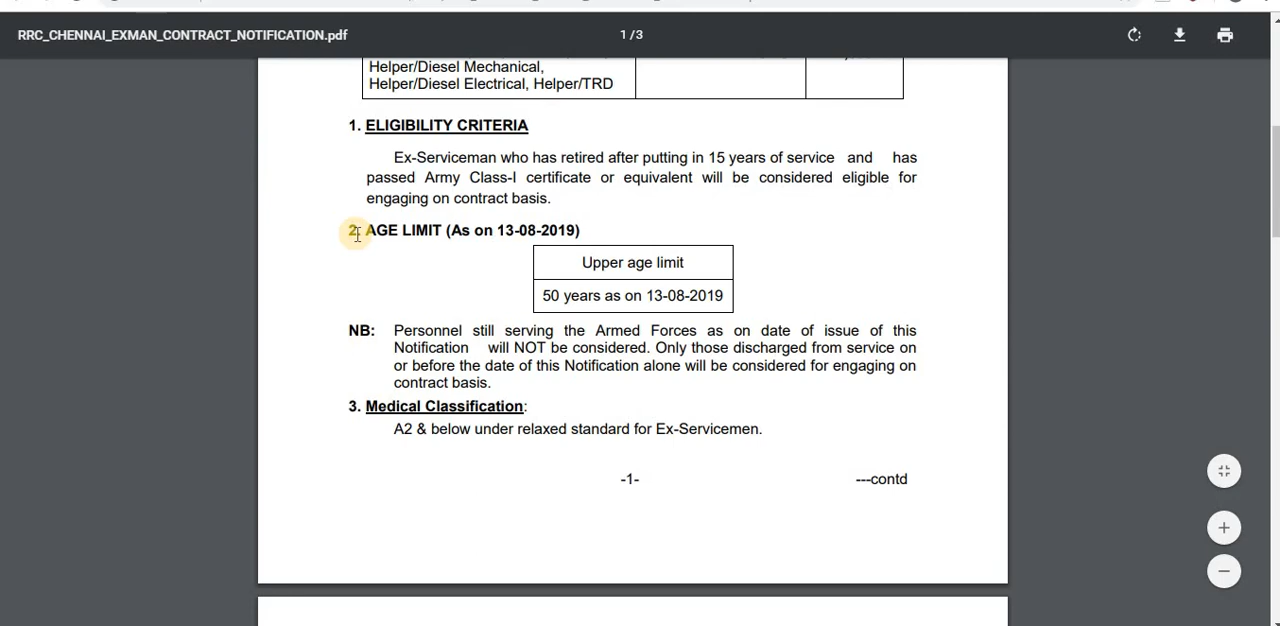 RRC_CHENNAI_EXMAN_CONTRACT_NOTIFICATION.pdf
1 / 3
Helper/Diesel Mechanical,
Helper/Diesel Electrical, Helper/TRD
1. ELIGIBILITY CRITERIA
Ex-Serviceman who has retired after putting in 15 years of service and has
passed Army Class-I certificate or equivalent will be considered eligible for
engaging on contract basis.
2. AGE LIMIT (As on 13-08-2019)
Upper age limit
50 years as on 13-08-2019
NB: Personnel still serving the Armed Forces as on date of issue of this
Notification will NOT be considered. Only those discharged from service on
or before the date of this Notification alone will be considered for engaging on
contract basis.
3. Medical Classification:
A2 & below under relaxed standard for Ex-Servicemen.
-1- ---contd